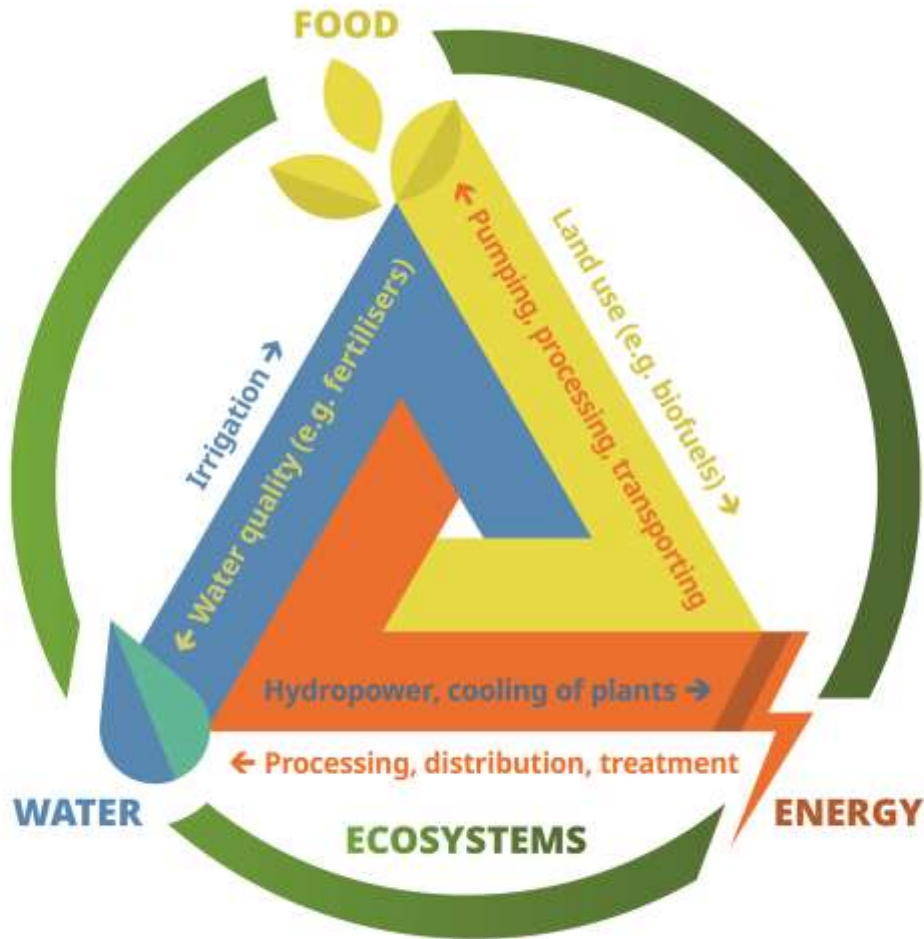 FOOD
Irrigation →
← Water quality (e.g. fertilisers)
← Pumping, processing, transporting
Land use (e.g. biofuels) →
Hydropower, cooling of plants →
← Processing, distribution, treatment
WATER
ENERGY
ECOSYSTEMS